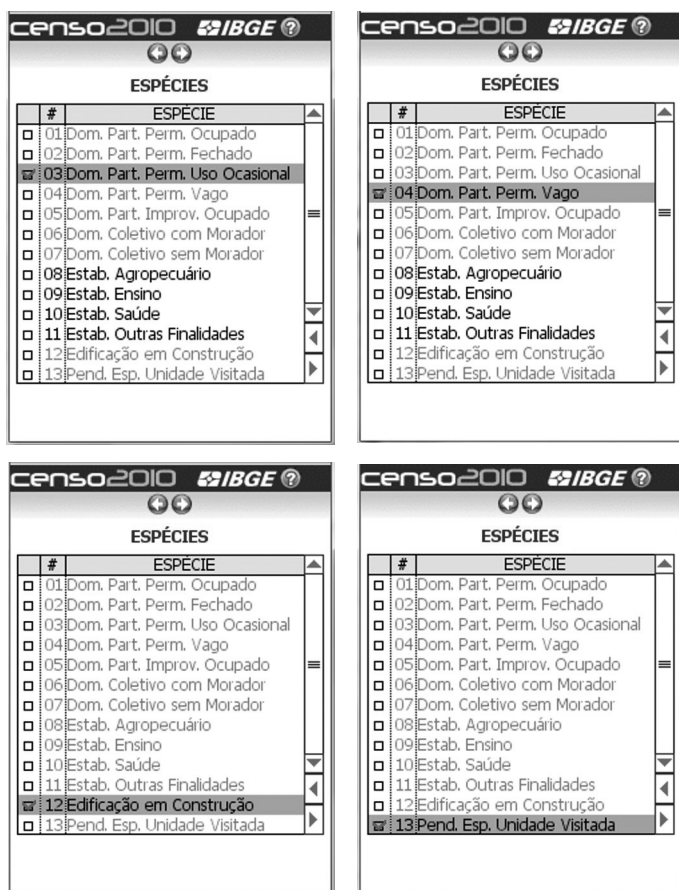 censo2010 IBGE ?
ESPÉCIES
# ESPÉCIE
01 Dom. Part. Perm. Ocupado
02 Dom. Part. Perm. Fechado
03 Dom. Part. Perm. Uso Ocasional
04 Dom. Part. Perm. Vago
05 Dom. Part. Improv. Ocupado
06 Dom. Coletivo com Morador
07 Dom. Coletivo sem Morador
08 Estab. Agropecuário
09 Estab. Ensino
10 Estab. Saúde
11 Estab. Outras Finalidades
12 Edificação em Construção
13 Pend. Esp. Unidade Visitada
censo2010 IBGE ?
ESPÉCIES
# ESPÉCIE
01 Dom. Part. Perm. Ocupado
02 Dom. Part. Perm. Fechado
03 Dom. Part. Perm. Uso Ocasional
04 Dom. Part. Perm. Vago
05 Dom. Part. Improv. Ocupado
06 Dom. Coletivo com Morador
07 Dom. Coletivo sem Morador
08 Estab. Agropecuário
09 Estab. Ensino
10 Estab. Saúde
11 Estab. Outras Finalidades
12 Edificação em Construção
13 Pend. Esp. Unidade Visitada
censo2010 IBGE ?
ESPÉCIES
# ESPÉCIE
01 Dom. Part. Perm. Ocupado
02 Dom. Part. Perm. Fechado
03 Dom. Part. Perm. Uso Ocasional
04 Dom. Part. Perm. Vago
05 Dom. Part. Improv. Ocupado
06 Dom. Coletivo com Morador
07 Dom. Coletivo sem Morador
08 Estab. Agropecuário
09 Estab. Ensino
10 Estab. Saúde
11 Estab. Outras Finalidades
12 Edificação em Construção
13 Pend. Esp. Unidade Visitada
censo2010 IBGE ?
ESPÉCIES
# ESPÉCIE
01 Dom. Part. Perm. Ocupado
02 Dom. Part. Perm. Fechado
03 Dom. Part. Perm. Uso Ocasional
04 Dom. Part. Perm. Vago
05 Dom. Part. Improv. Ocupado
06 Dom. Coletivo com Morador
07 Dom. Coletivo sem Morador
08 Estab. Agropecuário
09 Estab. Ensino
10 Estab. Saúde
11 Estab. Outras Finalidades
12 Edificação em Construção
13 Pend. Esp. Unidade Visitada